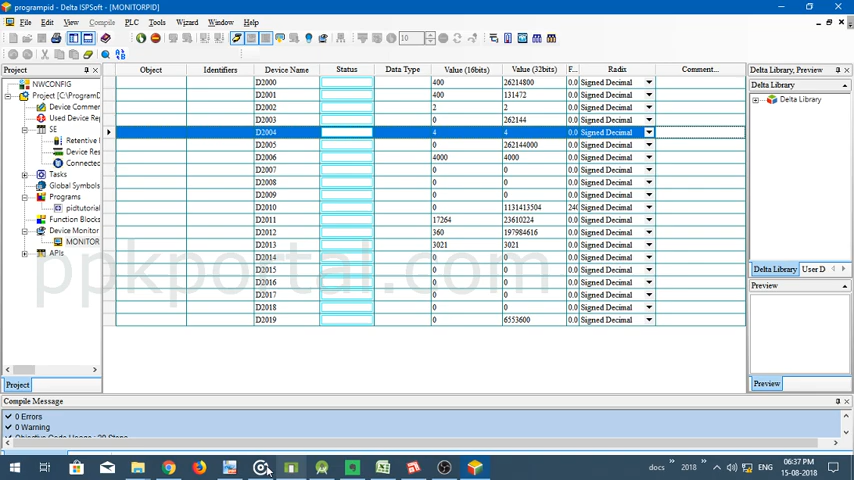 programpid - Delta ISPSoft - [MONITORPID]
File Edit View Compile PLC Tools Wizard Window Help
10
Project
NWCONFIG
Project [C:\ProgramD
Device Commer
Used Device Rep
SE
Retentive
Device Res
Connected
Tasks
Global Symbols
Programs
pidtutorial
Function Blocks
Device Monitor
MONITOR
APIs
Project
Object Identifiers Device Name Status Data Type Value (16bits) Value (32bits) F... Radix Comment...
D2000 400 26214800 0.0 Signed Decimal
D2001 400 131472 0.0 Signed Decimal
D2002 2 2 0.0 Signed Decimal
D2003 0 262144 0.0 Signed Decimal
D2004 4 4 0.0 Signed Decimal
D2005 0 262144000 0.0 Signed Decimal
D2006 4000 4000 0.0 Signed Decimal
D2007 0 0 0.0 Signed Decimal
D2008 0 0 0.0 Signed Decimal
D2009 0 0 0.0 Signed Decimal
D2010 0 1131413504 240 Signed Decimal
D2011 17264 23610224 0.0 Signed Decimal
D2012 360 197984616 0.0 Signed Decimal
D2013 3021 3021 0.0 Signed Decimal
D2014 0 0 0.0 Signed Decimal
D2015 0 0 0.0 Signed Decimal
D2016 0 0 0.0 Signed Decimal
D2017 0 0 0.0 Signed Decimal
D2018 0 0 0.0 Signed Decimal
D2019 0 6553600 0.0 Signed Decimal
ppkportal.com
Delta Library, Preview
Delta Library
Delta Library
Delta Library User D
Preview
Preview
Compile Message
0 Errors
0 Warning
docs 2018 ENG 06:37 PM
15-08-2018